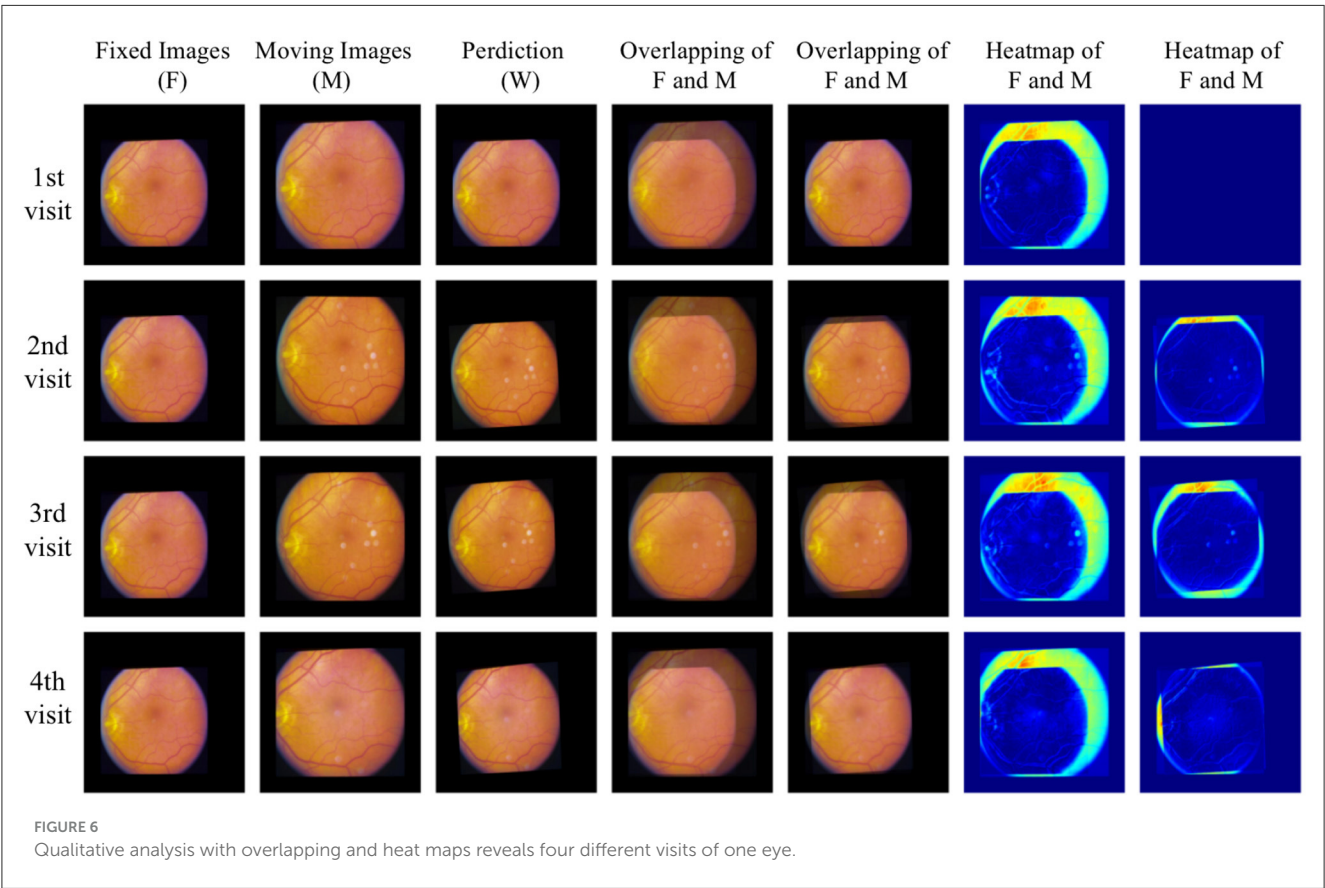 Fixed Images Moving Images Perdiction Overlapping of Overlapping of Heatmap of Heatmap of
(F) (M) (W) F and M F and M F and M F and M
1st
visit
2nd
visit
3rd
visit
4th
visit
FIGURE 6
Qualitative analysis with overlapping and heat maps reveals four different visits of one eye.